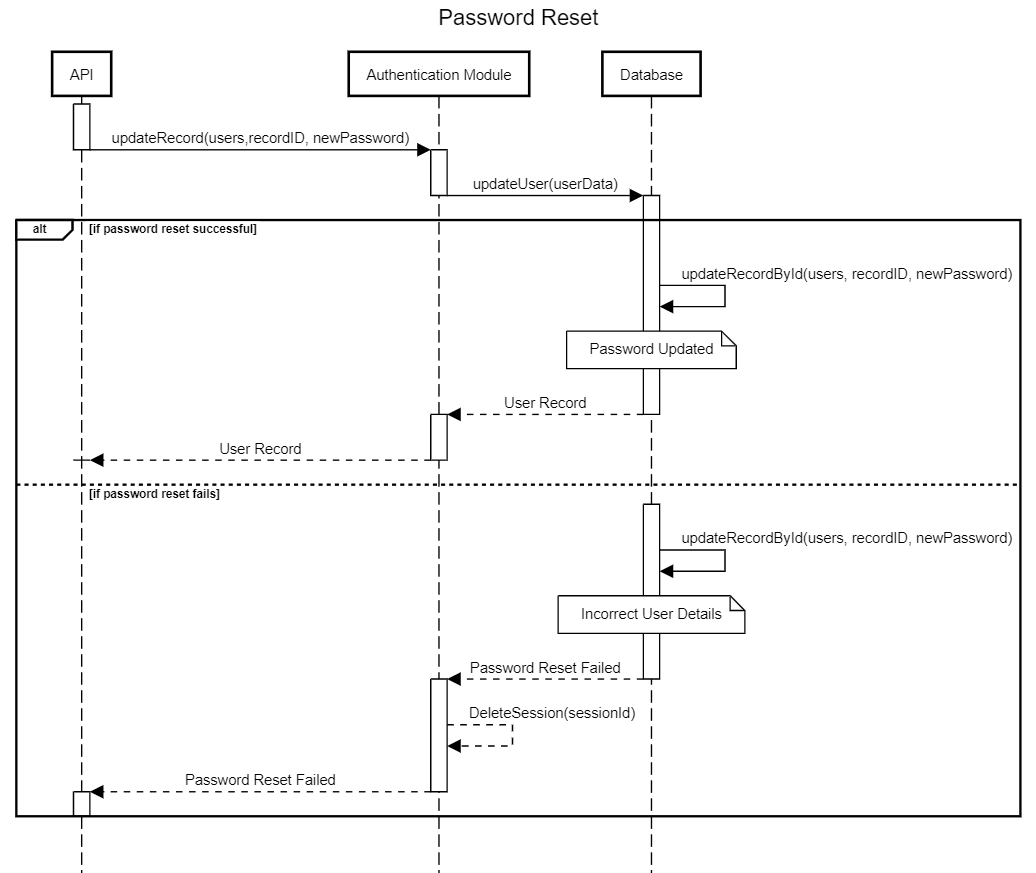 Password Reset
API
Authentication Module
Database
updateRecord(users,recordID, newPassword)
updateUser(userData)
alt
[if password reset successful]
updateRecordById(users, recordID, newPassword)
Password Updated
User Record
User Record
[if password reset fails]
updateRecordById(users, recordID, newPassword)
Incorrect User Details
Password Reset Failed
DeleteSession(sessionId)
Password Reset Failed